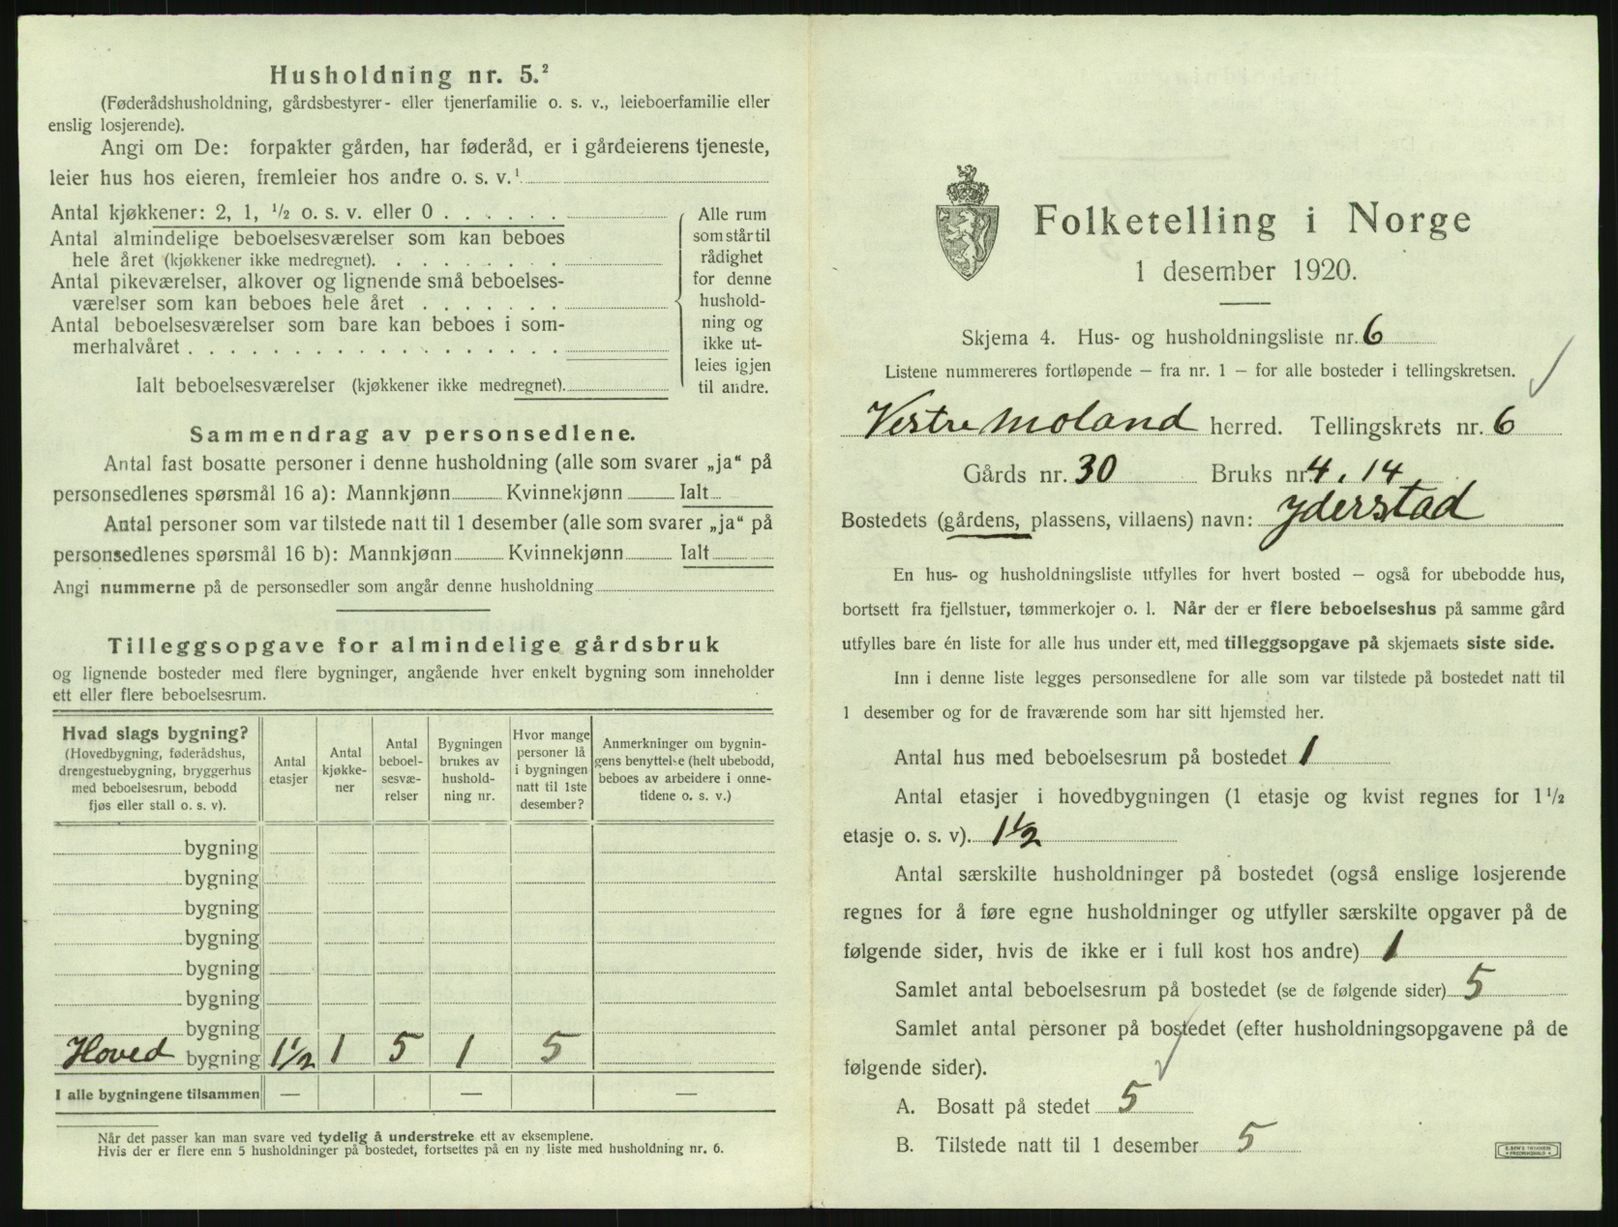 Husholdning nr. 5.²
(Føderådshusholdning, gårdsbestyrer- eller tjenerfamilie o. s. v., leieboerfamilie eller
enslig losjerende).
Angi om De: forpakter gården, har føderåd, er i gårdeierens tjeneste,
leier hus hos eieren, fremleier hos andre o. s. v.¹
Antal kjøkkener: 2, 1, ½ o. s. v. eller 0
Antal almindelige beboelsesværelser som kan beboes
hele året (kjøkkener ikke medregnet).
Antal pikeværelser, alkover og lignende små beboelses-
værelser som kan beboes hele året
Antal beboelsesværelser som bare kan beboes i som-
merhalvåret
Ialt beboelsesværelser (kjøkkener ikke medregnet).
Alle rum
som står til
rådighet
for denne
hushold-
ning og
ikke ut-
leies igjen
til andre.
Sammendrag av personsedlene.
Antal fast bosatte personer i denne husholdning (alle som svarer „ja“ på
personsedlenes spørsmål 16 a): Mannkjønn Kvinnekjønn Ialt
Antal personer som var tilstede natt til 1 desember (alle som svarer „ja“ på
personsedlenes spørsmål 16 b): Mannkjønn Kvinnekjønn Ialt
Angi nummerne på de personsedler som angår denne husholdning
Tilleggsopgave for almindelige gårdsbruk
og lignende bosteder med flere bygninger, angående hver enkelt bygning som inneholder
ett eller flere beboelsesrum.
Hvad slags bygning?
(Hovedbygning, føderådshus,
drengestuebygning, bryggerhus
med beboelsesrum, bebodd
fjøs eller stall o. s. v).
Antal
etasjer
Antal
kjøkke-
ner
Antal
beboel-
sesvæ-
relser
Bygningen
brukes av
hushold-
ning nr.
Hvor mange
personer lå
i bygningen
natt til 1ste
desember?
Anmerkninger om bygnin-
gens benyttelse (helt ubebodd,
beboes av arbeidere i onne-
tidene o. s. v.)
bygning
bygning
bygning
bygning
bygning
bygning
bygning
Hoved bygning 1½ 1 5 1 5
I alle bygningene tilsammen — — —
Når det passer kan man svare ved tydelig å understreke ett av eksemplene.
Hvis der er flere enn 5 husholdninger på bostedet, fortsettes på en ny liste med husholdning nr. 6.
Folketelling i Norge
1 desember 1920.
Skjema 4. Hus- og husholdningsliste nr. 6
Listene nummereres fortløpende — fra nr. 1 — for alle bosteder i tellingskretsen.
Vestre Moland herred. Tellingskrets nr. 6
Gårds nr. 30 Bruks nr. 4, 14
Bostedets (gårdens, plassens, villaens) navn: Yderstad
En hus- og husholdningsliste utfylles for hvert bosted — også for ubebodde hus,
bortsett fra fjellstuer, tømmerkojer o. l. Når der er flere beboelseshus på samme gård
utfylles bare én liste for alle hus under ett, med tilleggsopgave på skjemaets siste side.
Inn i denne liste legges personsedlene for alle som var tilstede på bostedet natt til
1 desember og for de fraværende som har sitt hjemsted her.
Antal hus med beboelsesrum på bostedet 1
Antal etasjer i hovedbygningen (1 etasje og kvist regnes for 1½
etasje o. s. v). 1½
Antal særskilte husholdninger på bostedet (også enslige losjerende
regnes for å føre egne husholdninger og utfyller særskilte opgaver på de
følgende sider, hvis de ikke er i full kost hos andre) 1
Samlet antal beboelsesrum på bostedet (se de følgende sider) 5
Samlet antal personer på bostedet (efter husholdningsopgavene på de
følgende sider).
A. Bosatt på stedet 5
B. Tilstede natt til 1 desember 5